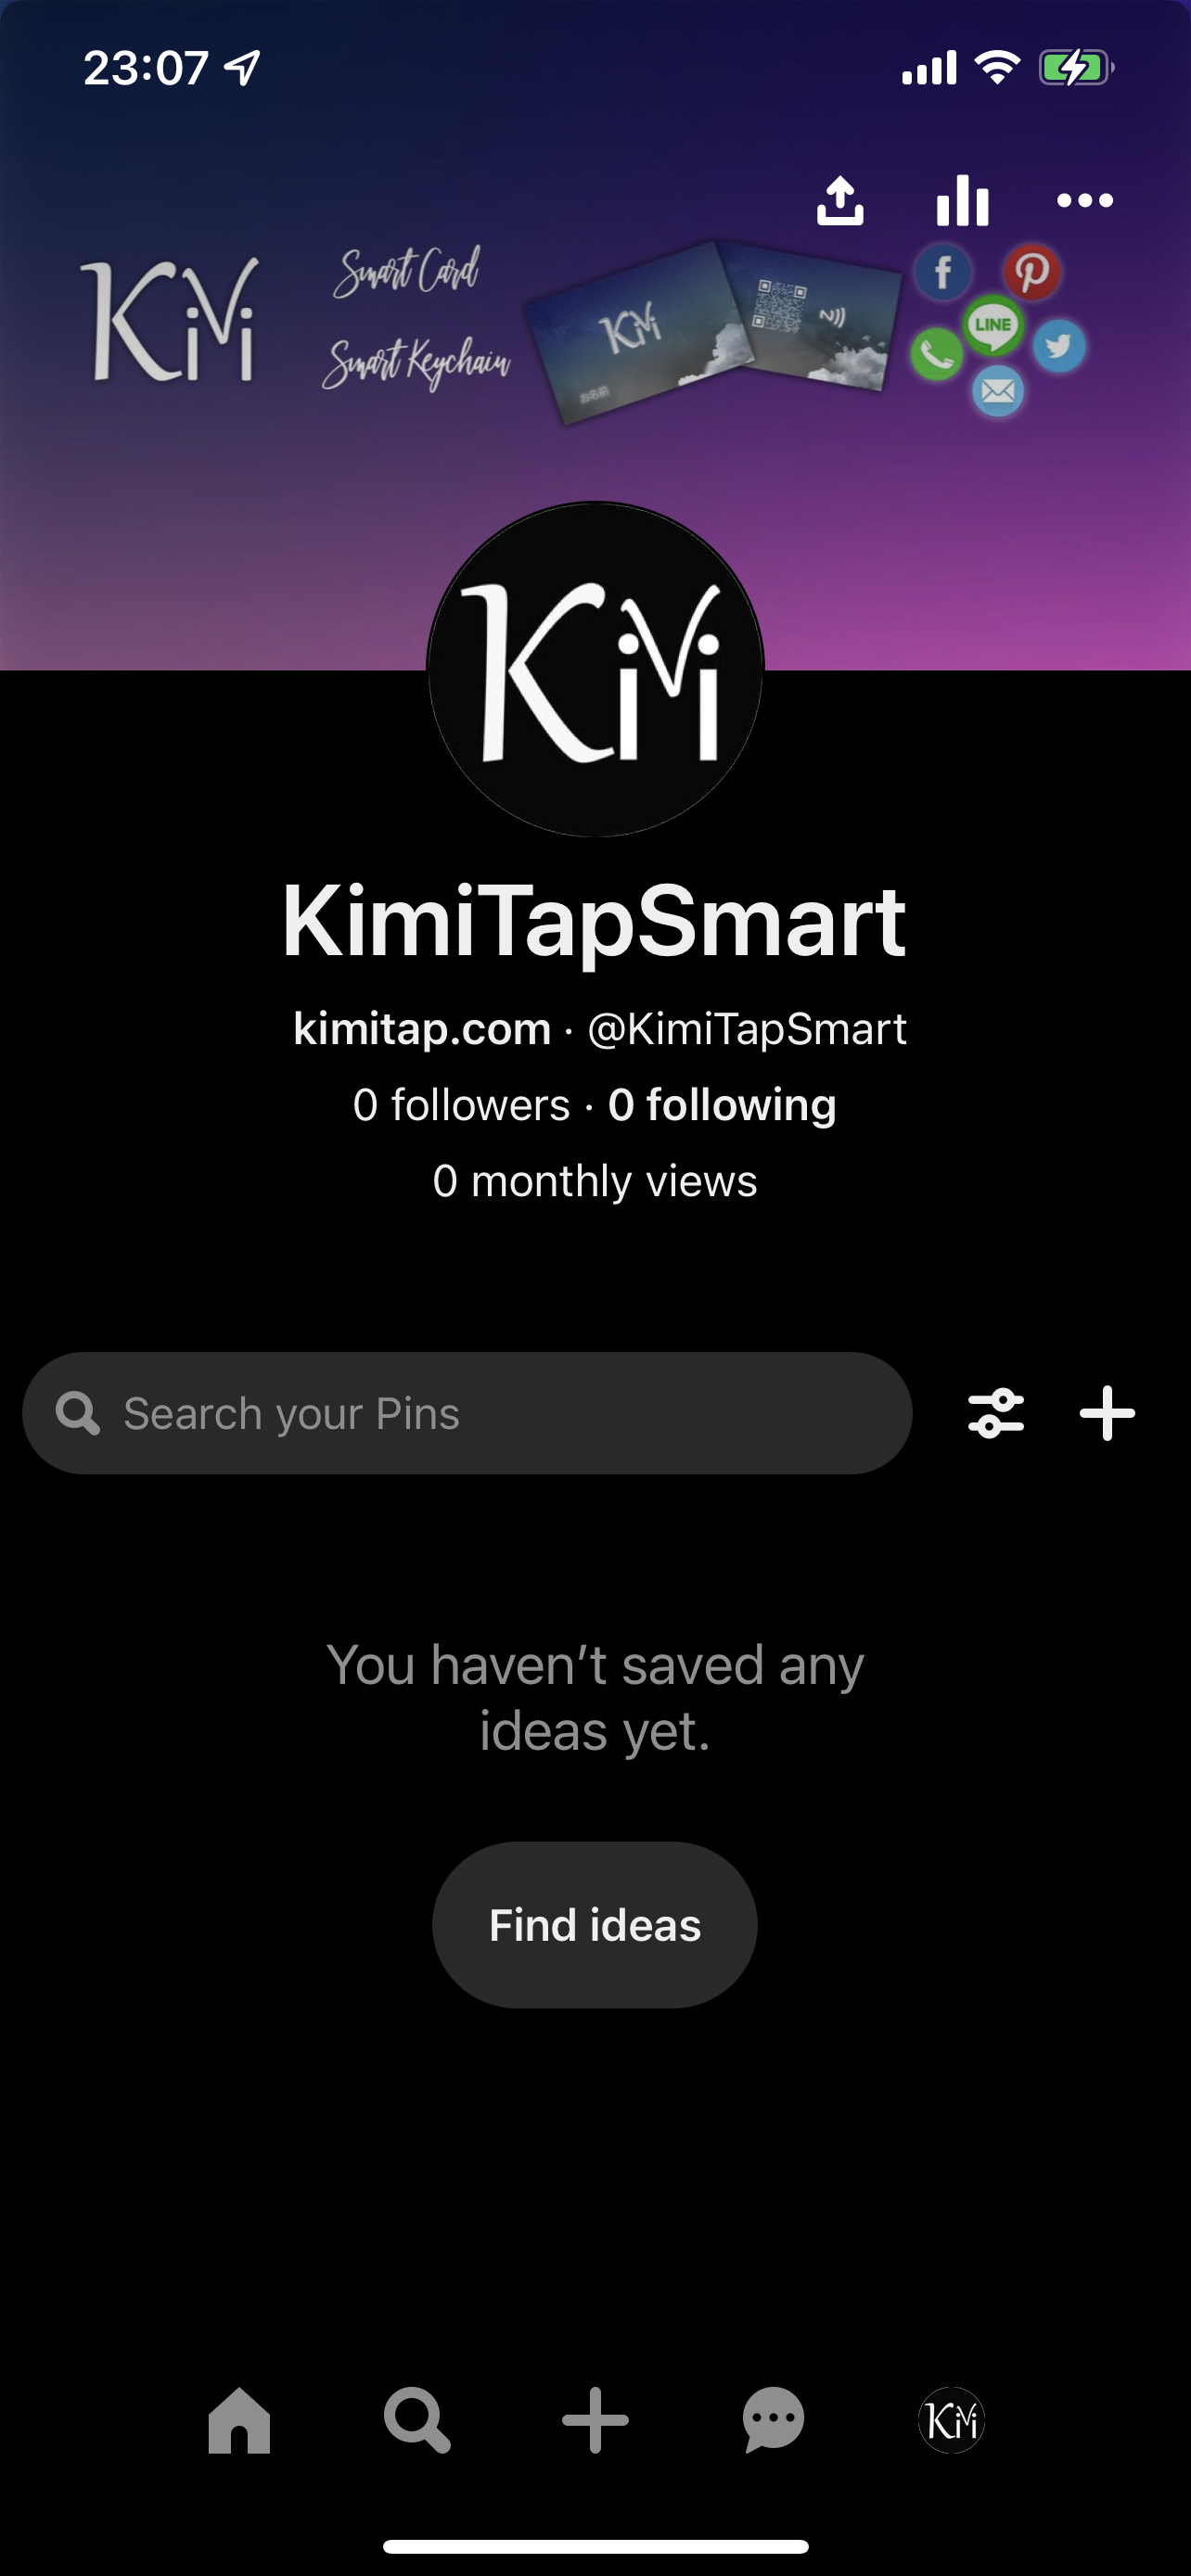 23:07
KiMi
Smart Card
Smart Keychain
KiMi
LINE
KiMi
KimiTapSmart
kimitap.com · @KimiTapSmart
0 followers · 0 following
0 monthly views
Search your Pins
You haven’t saved any
ideas yet.
Find ideas
KiMi